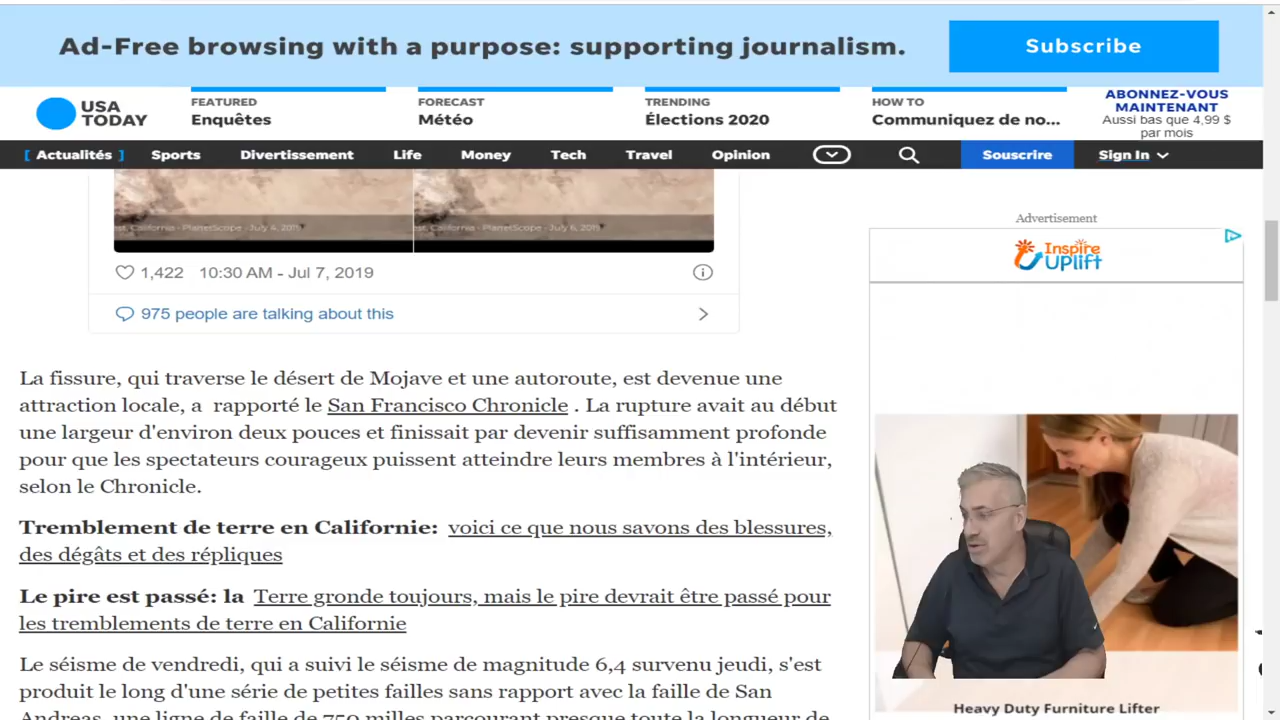 Ad-Free browsing with a purpose: supporting journalism.
Subscribe
USA
TODAY
FEATURED
Enquêtes
FORECAST
Météo
TRENDING
Élections 2020
HOW TO
Communiquez de no...
ABONNEZ-VOUS
MAINTENANT
Aussi bas que 4,99 $
par mois
[ Actualités ] Sports Divertissement Life Money Tech Travel Opinion Souscrire Sign In
California - PlanetScope - July 4, 2019
California - PlanetScope - July 6, 2019
1,422 10:30 AM - Jul 7, 2019
975 people are talking about this
La fissure, qui traverse le désert de Mojave et une autoroute, est devenue une
attraction locale, a rapporté le San Francisco Chronicle . La rupture avait au début
une largeur d'environ deux pouces et finissait par devenir suffisamment profonde
pour que les spectateurs courageux puissent atteindre leurs membres à l'intérieur,
selon le Chronicle.
Tremblement de terre en Californie: voici ce que nous savons des blessures,
des dégâts et des répliques
Le pire est passé: la Terre gronde toujours, mais le pire devrait être passé pour
les tremblements de terre en Californie
Le séisme de vendredi, qui a suivi le séisme de magnitude 6,4 survenu jeudi, s'est
produit le long d'une série de petites failles sans rapport avec la faille de San
Andreas, une ligne de faille de 750 milles parcourant presque toute la longueur de
Advertisement
Inspire
Uplift
Heavy Duty Furniture Lifter